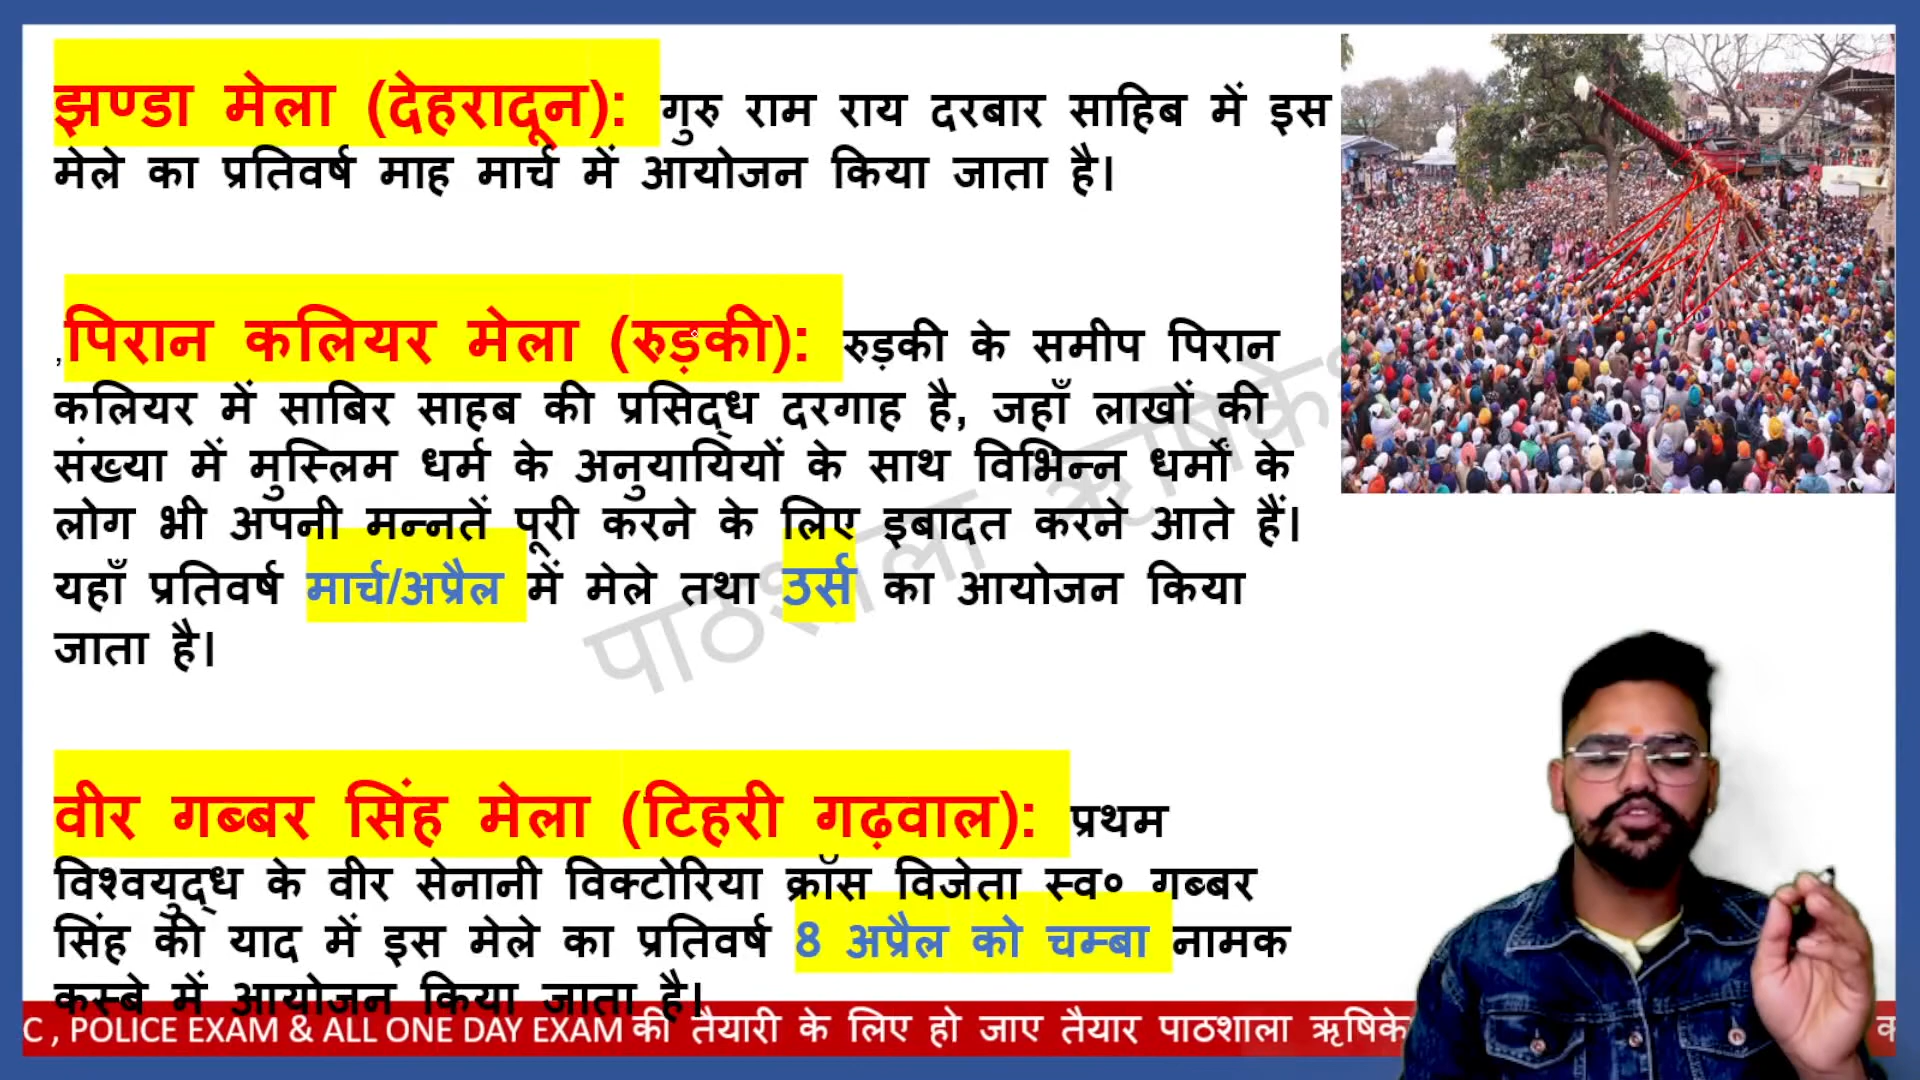 झण्डा मेला (देहरादून): गुरु राम राय दरबार साहिब में इस
मेले का प्रतिवर्ष माह मार्च में आयोजन किया जाता है।
,पिरान कलियर मेला (रुड़की): रुड़की के समीप पिरान
कलियर में साबिर साहब की प्रसिद्ध दरगाह है, जहाँ लाखों की
संख्या में मुस्लिम धर्म के अनुयायियों के साथ विभिन्न धर्मों के
लोग भी अपनी मन्नतें पूरी करने के लिए इबादत करने आते हैं।
यहाँ प्रतिवर्ष मार्च/अप्रैल में मेले तथा उर्स का आयोजन किया
जाता है।
वीर गब्बर सिंह मेला (टिहरी गढ़वाल): प्रथम
विश्वयुद्ध के वीर सेनानी विक्टोरिया क्रॉस विजेता स्व० गब्बर
सिंह की याद में इस मेले का प्रतिवर्ष 8 अप्रैल को चम्बा नामक
कस्बे में आयोजन किया जाता है।
पाठशाला ऋषिकेश
C , POLICE EXAM & ALL ONE DAY EXAM की तैयारी के लिए हो जाए तैयार पाठशाला ऋषिके